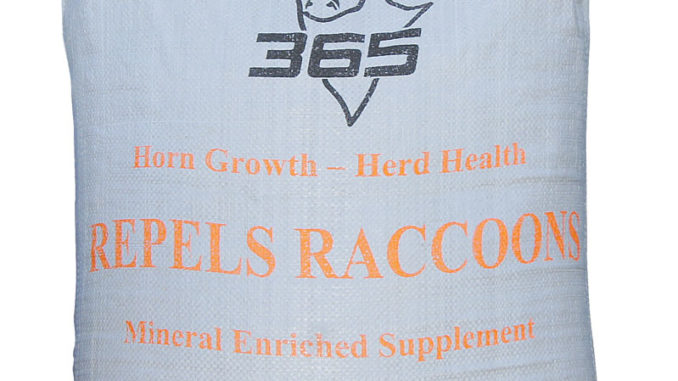 365
Horn Growth – Herd Health
REPELS RACCOONS
Mineral Enriched Supplement